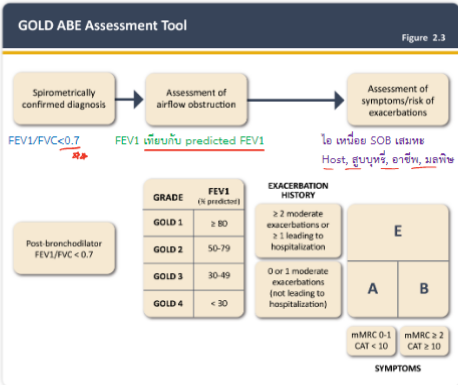 GOLD ABE Assessment Tool
Figure 2.3
Spirometrically
confirmed diagnosis
Assessment of
airflow obstruction
Assessment of
symptoms/risk of
exacerbations
FEV1/FVC<0.7
FEV1 เทียบกับ predicted FEV1
ไอ เหนื่อย SOB เสมหะ
Host, สูบบุหรี่, อาชีพ, มลพิษ
Post-bronchodilator
FEV1/FVC < 0.7
GRADE
FEV1
(% predicted)
GOLD 1
≥ 80
GOLD 2
50-79
GOLD 3
30-49
GOLD 4
< 30
EXACERBATION
HISTORY
≥ 2 moderate
exacerbations or
≥ 1 leading to
hospitalization
0 or 1 moderate
exacerbations
(not leading to
hospitalization)
E
A
B
mMRC 0-1
CAT < 10
mMRC ≥ 2
CAT ≥ 10
SYMPTOMS